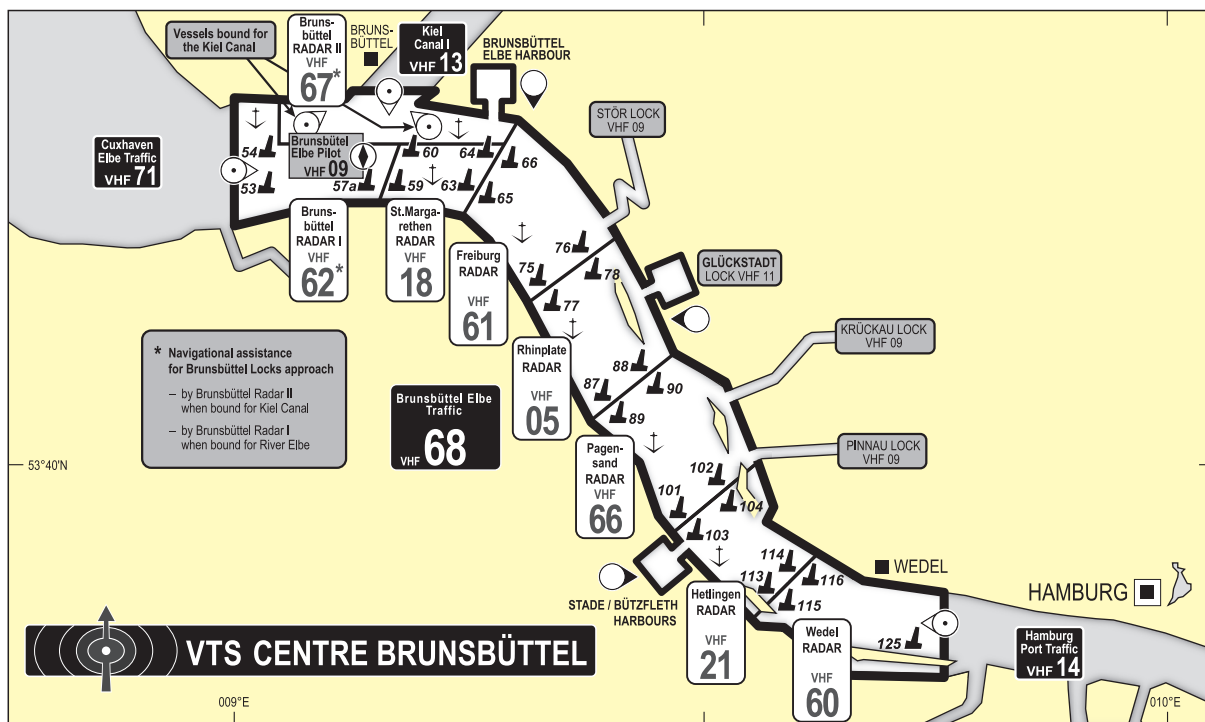 Vessels bound for
the Kiel Canal
Bruns-
büttel
RADAR II
VHF
67*
BRUNS-
BÜTTEL
Kiel
Canal I
VHF 13
BRUNSBÜTTEL
ELBE HARBOUR
STÖR LOCK
VHF 09
Cuxhaven
Elbe Traffic
VHF 71
54
53
Brunsbütel
Elbe Pilot
VHF 09
57a
60
59
64
63
66
65
Bruns-
büttel
RADAR I
VHF
62*
St.Marga-
rethen
RADAR
VHF
18
Freiburg
RADAR
VHF
61
76
75
78
77
GLÜCKSTADT
LOCK VHF 11
KRÜCKAU LOCK
VHF 09
* Navigational assistance
for Brunsbüttel Locks approach
– by Brunsbüttel Radar II
when bound for Kiel Canal
– by Brunsbüttel Radar I
when bound for River Elbe
Rhinplate
RADAR
VHF
05
88
87
90
89
Brunsbüttel Elbe
Traffic
VHF 68
53°40'N
Pagen-
sand
RADAR
VHF
66
PINNAU LOCK
VHF 09
102
101
104
103
114
113
116
115
WEDEL
STADE / BÜTZFLETH
HARBOURS
HAMBURG
Hetlingen
RADAR
VHF
21
Wedel
RADAR
VHF
60
125
Hamburg
Port Traffic
VHF 14
VTS CENTRE BRUNSBÜTTEL
009°E
010°E